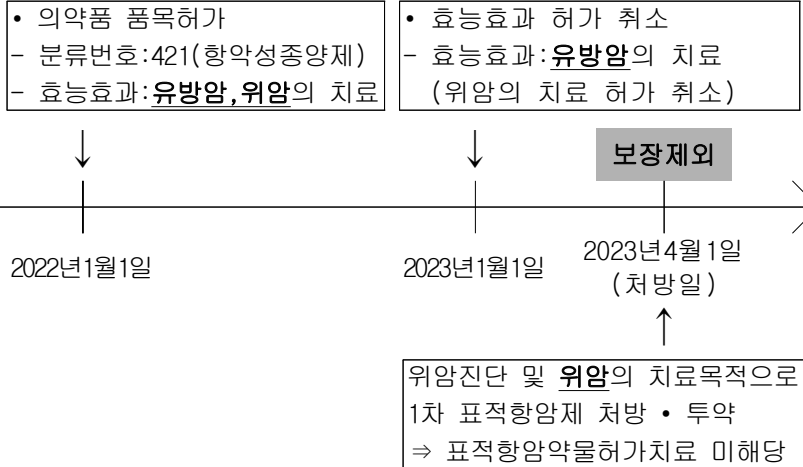 • 의약품 품목허가
- 분류번호:421(항악성종양제)
- 효능효과:유방암,위암의 치료
• 효능효과 허가 취소
- 효능효과:유방암의 치료
(위암의 치료 허가 취소)
보장제외
2022년1월1일
2023년1월1일
2023년4월1일
(처방일)
위암진단 및 위암의 치료목적으로
1차 표적항암제 처방 • 투약
⇒ 표적항암약물허가치료 미해당